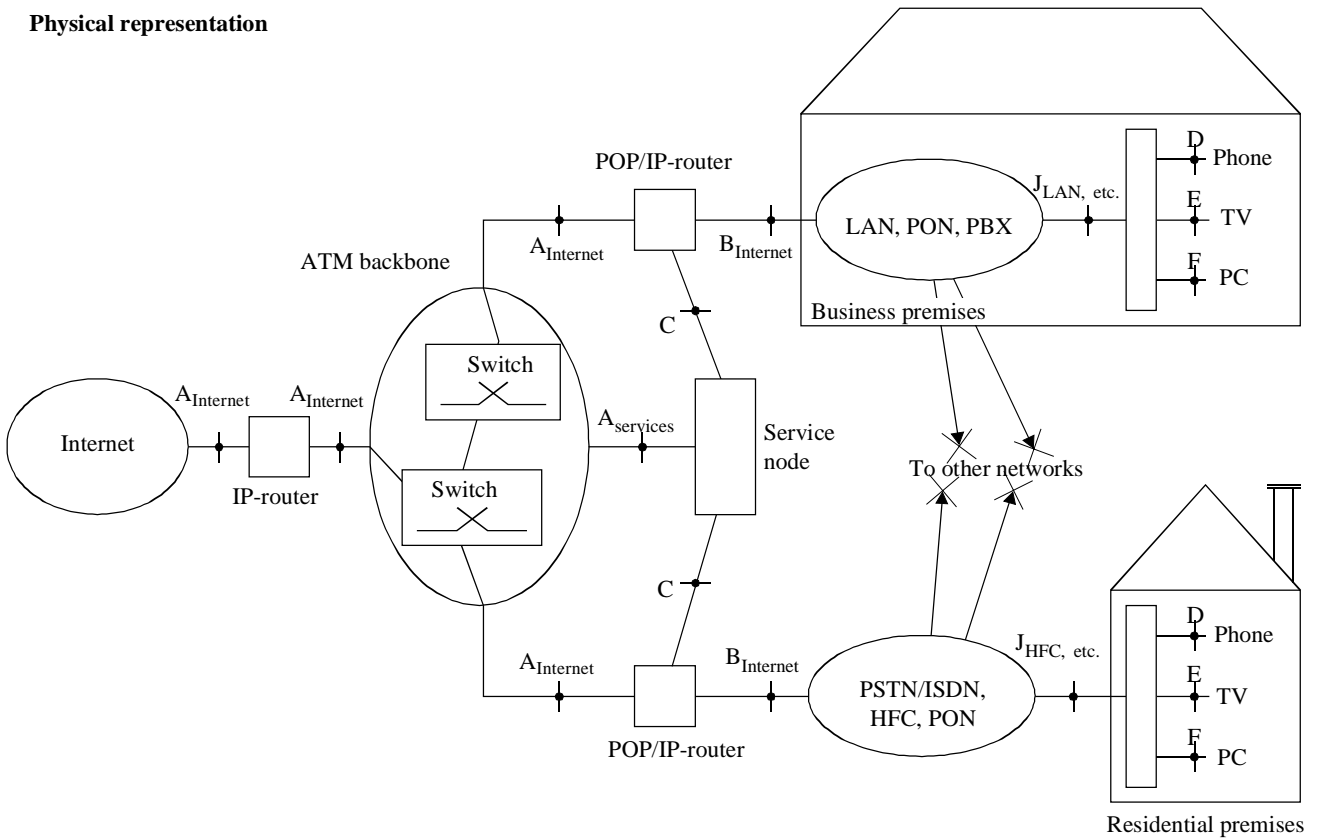 Physical representation
POP/IP-router
D
Phone
J LAN, etc.
E
TV
LAN, PON, PBX
A Internet
B Internet
ATM backbone
F
PC
Business premises
C
Switch
A Internet
A Internet
A services
Internet
Service
node
To other networks
IP-router
Switch
C
D
Phone
A Internet
B Internet
J HFC, etc.
PSTN/ISDN,
HFC, PON
E
TV
POP/IP-router
F
PC
Residential premises